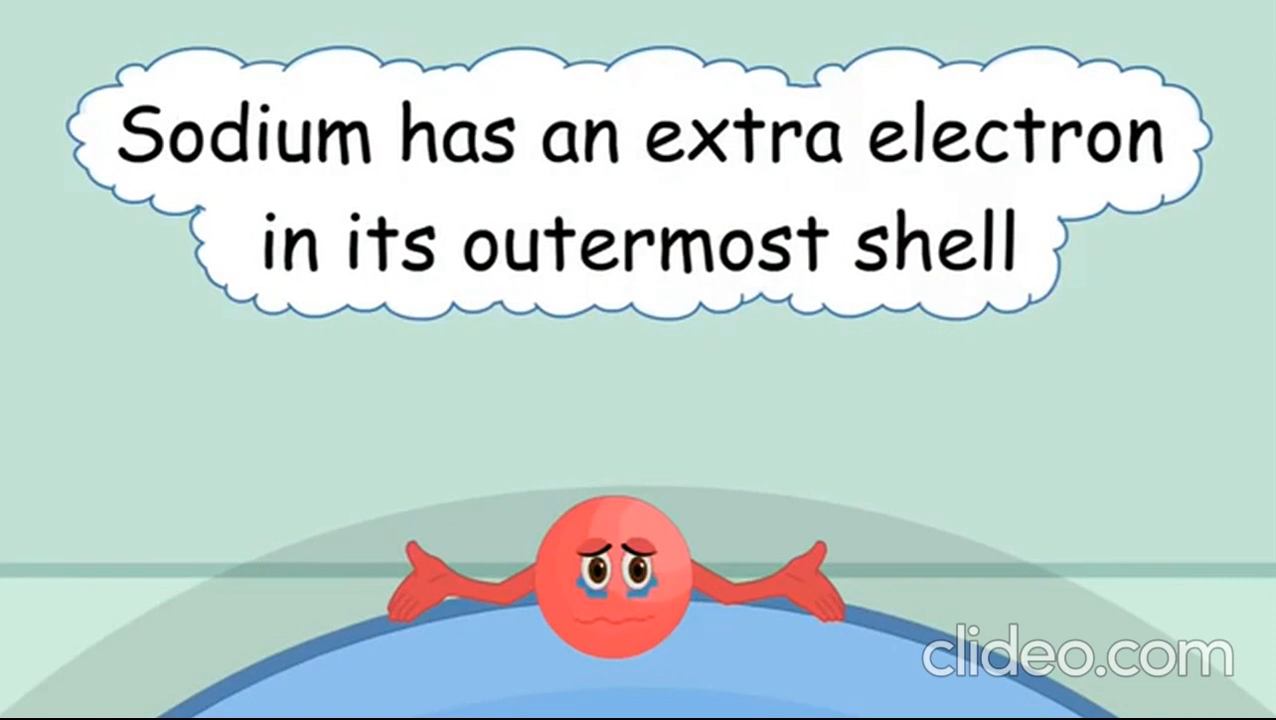 Sodium has an extra electron
in its outermost shell
clideo.com